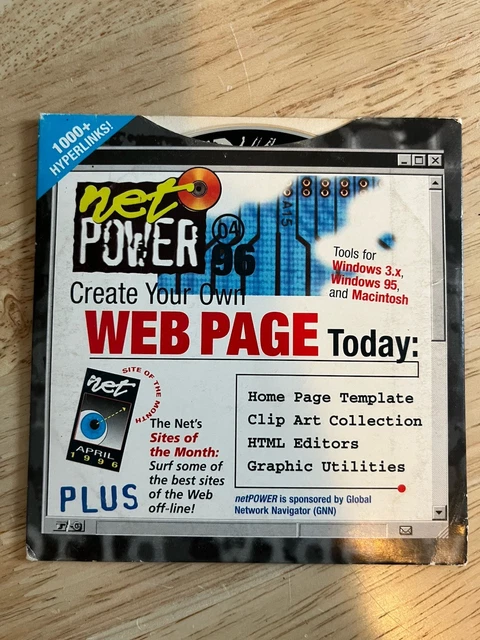 1000+
HYPERLINKS!
net
POWER
04
96
A15
Tools for
Windows 3.x,
Windows 95,
and Macintosh
Create Your Own
WEB PAGE Today:
SITE OF THE MONTH
net
APRIL
1996
The Net's
Sites of
the Month:
Surf some of
the best sites
of the Web
off-line!
PLUS
Home Page Template
Clip Art Collection
HTML Editors
Graphic Utilities
netPOWER is sponsored by Global
Network Navigator (GNN)